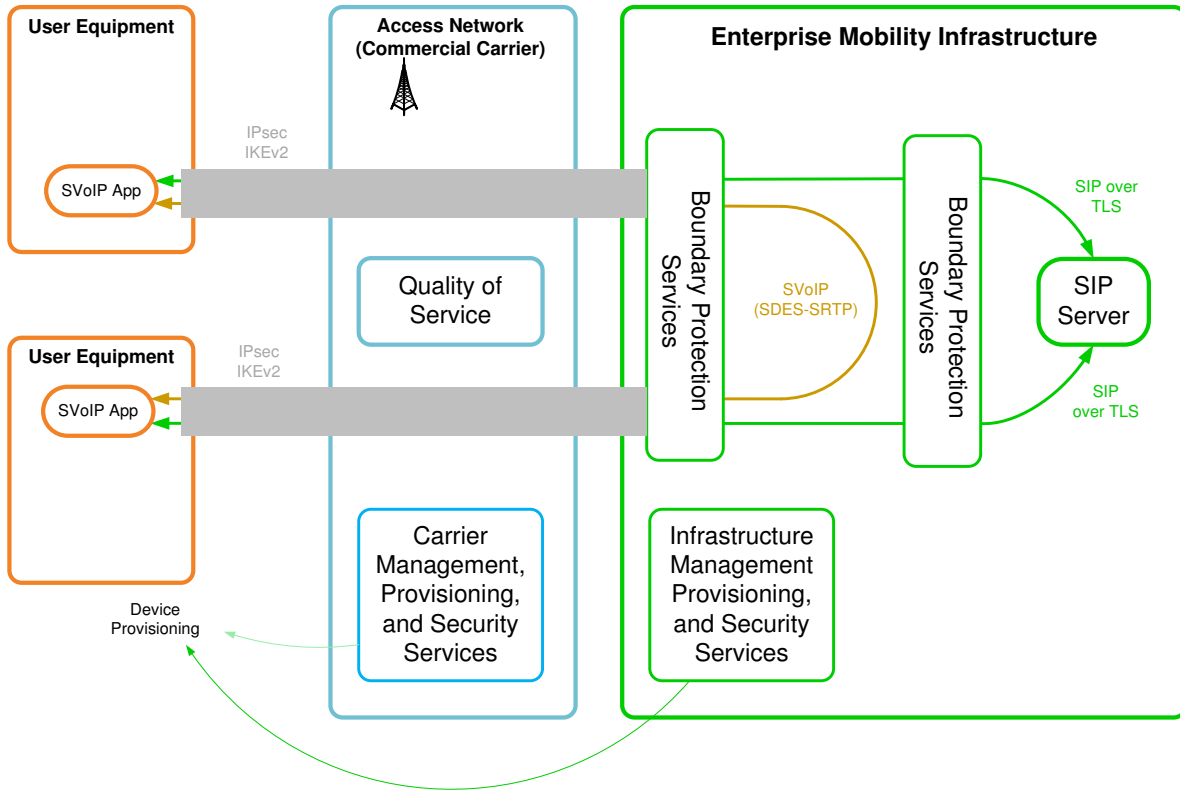 User Equipment
Access Network
(Commercial Carrier)
Enterprise Mobility Infrastructure
IPsec
IKEv2
SVoIP App
Boundary Protection
Services
Boundary Protection
Services
SIP over
TLS
Quality of
Service
SVoIP
(SDES-SRTP)
SIP
Server
User Equipment
IPsec
IKEv2
SVoIP App
SIP
over TLS
Carrier
Management,
Provisioning,
and Security
Services
Infrastructure
Management
Provisioning,
and Security
Services
Device
Provisioning